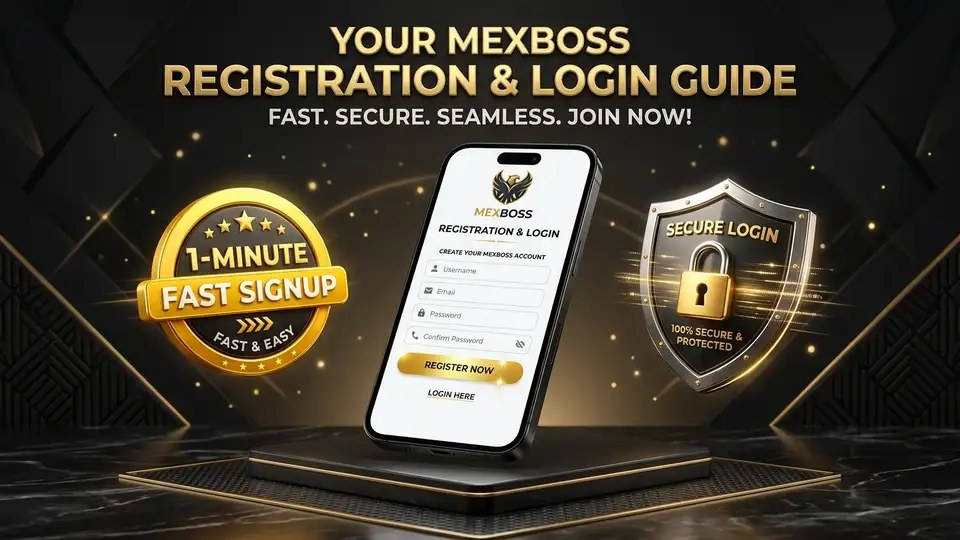 YOUR MEXBOSS
REGISTRATION & LOGIN GUIDE
FAST. SECURE. SEAMLESS. JOIN NOW!
1-MINUTE
FAST SIGNUP
FAST & EASY
MEXBOSS
REGISTRATION & LOGIN
CREATE YOUR MEXBOSS ACCOUNT
Username
Email
Password
Confirm Password
REGISTER NOW
LOGIN HERE
SECURE LOGIN
100% SECURE &
PROTECTED